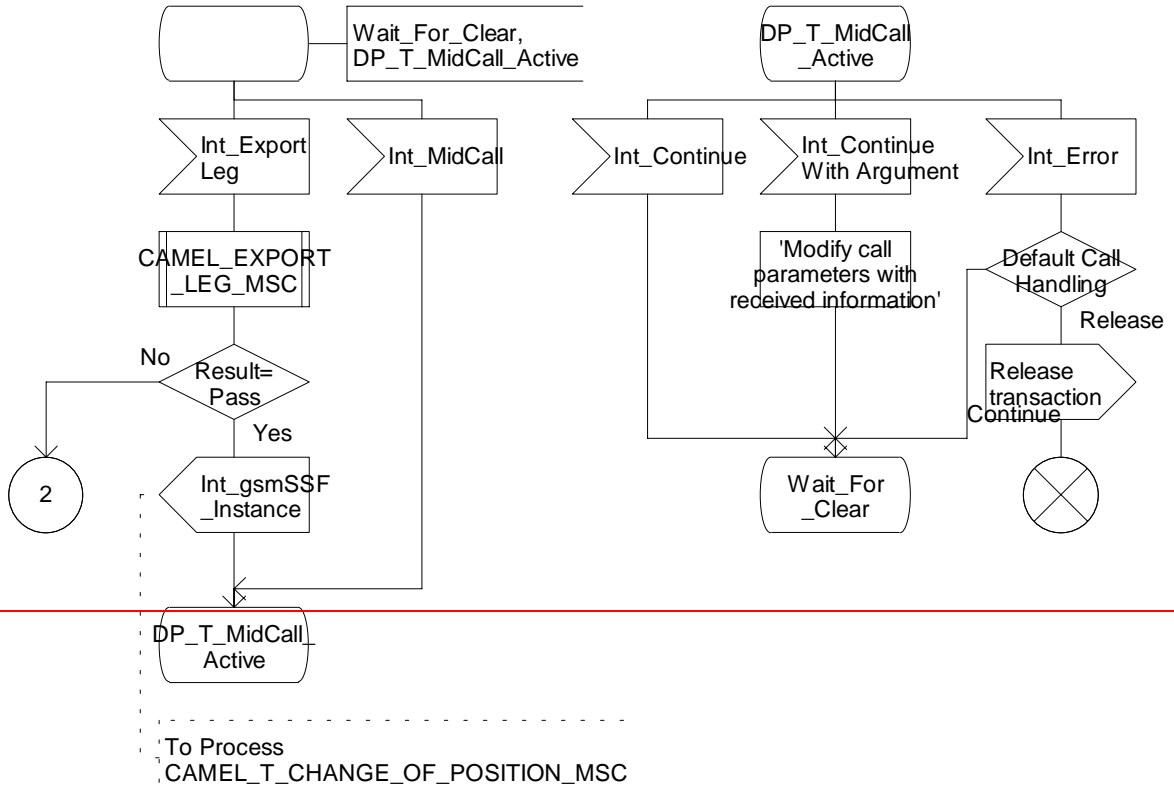 Wait_For_Clear,
DP_T_MidCall_Active
Int_Export
Leg
Int_MidCall
CAMEL_EXPORT
_LEG_MSC
No
Result=
Pass
Yes
2
Int_gsmSSF
_Instance
DP_T_MidCall_
Active
To Process
CAMEL_T_CHANGE_OF_POSITION_MSC
DP_T_MidCall
_Active
Int_Continue
Int_Continue
With Argument
Int_Error
'Modify call
parameters with
received information'
Default Call
Handling
Release
Release
transaction
Continue
Wait_For
_Clear